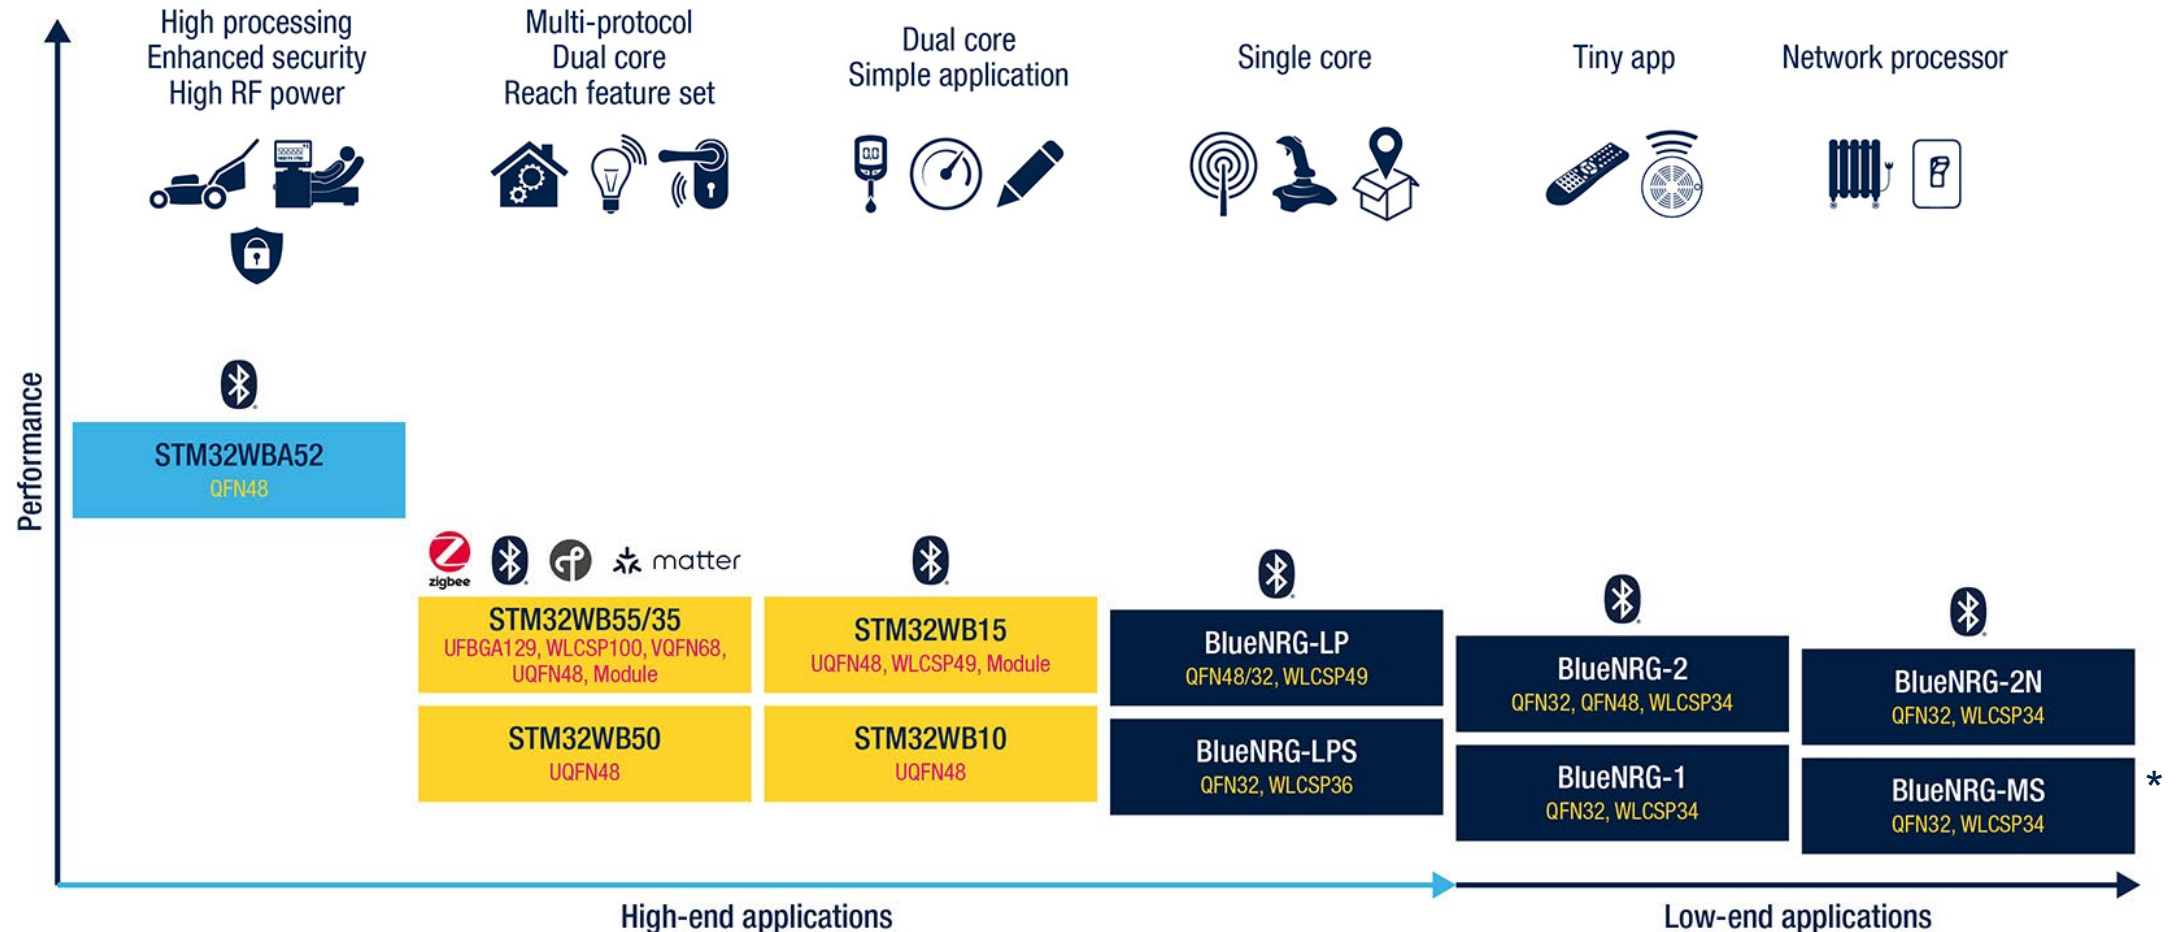 High processing
Enhanced security
High RF power
Multi-protocol
Dual core
Reach feature set
Dual core
Simple application
Single core
Tiny app
Network processor
0.0
Performance
STM32WBA52
QFN48
zigbee
matter
STM32WB55/35
UFBGA129, WLCSP100, VQFN68,
UQFN48, Module
STM32WB50
UQFN48
STM32WB15
UQFN48, WLCSP49, Module
STM32WB10
UQFN48
BlueNRG-LP
QFN48/32, WLCSP49
BlueNRG-LPS
QFN32, WLCSP36
BlueNRG-2
QFN32, QFN48, WLCSP34
BlueNRG-1
QFN32, WLCSP34
BlueNRG-2N
QFN32, WLCSP34
BlueNRG-MS
QFN32, WLCSP34
*
High-end applications
Low-end applications